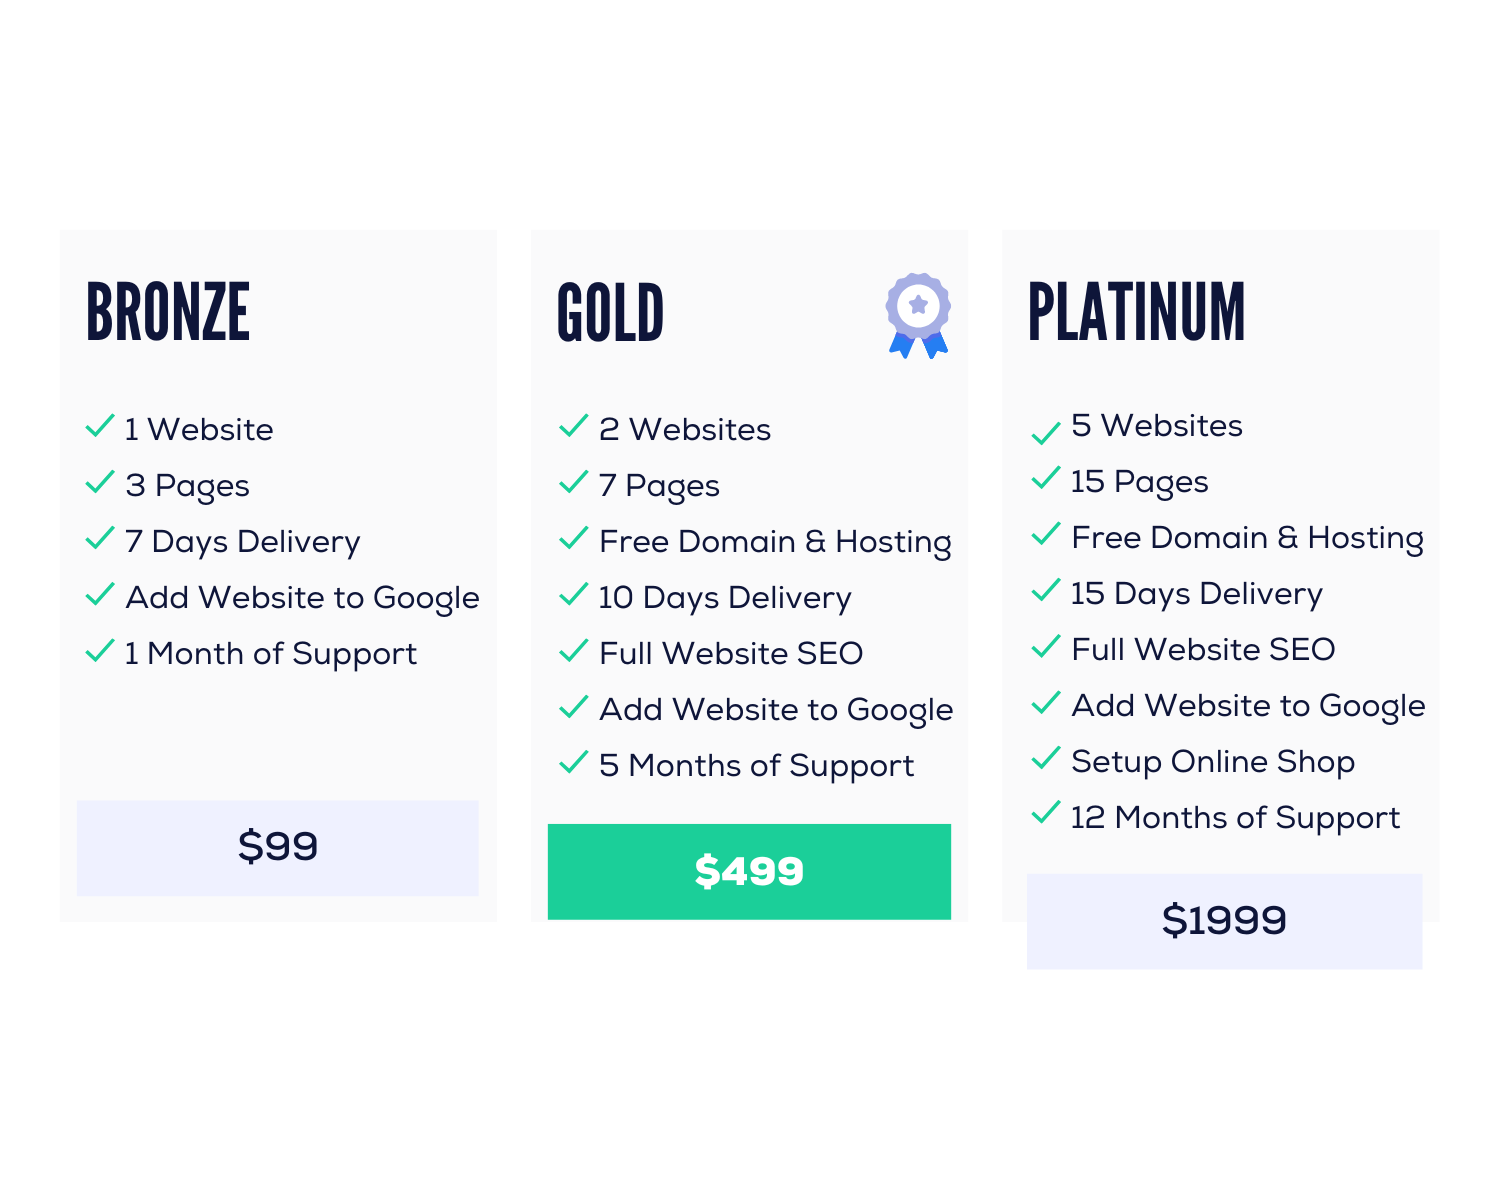 BRONZE
1 Website
3 Pages
7 Days Delivery
Add Website to Google
1 Month of Support
$99
GOLD
2 Websites
7 Pages
Free Domain & Hosting
10 Days Delivery
Full Website SEO
Add Website to Google
5 Months of Support
$499
PLATINUM
5 Websites
15 Pages
Free Domain & Hosting
15 Days Delivery
Full Website SEO
Add Website to Google
Setup Online Shop
12 Months of Support
$1999